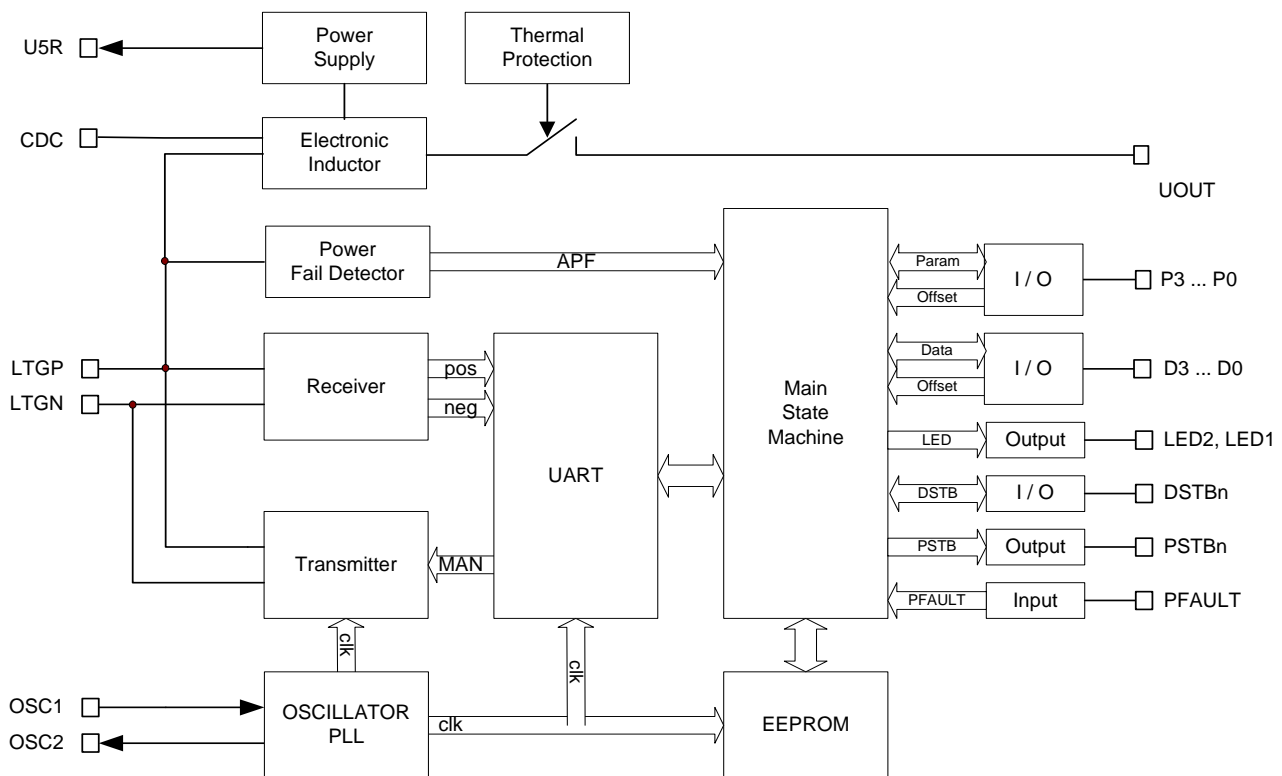 U5R
Power
Supply
Thermal
Protection
CDC
Electronic
Inductor
UOUT
Power
Fail Detector
APF
Param
Offset
I / O
P3 ... P0
LTGP
LTGN
Receiver
pos
neg
UART
Main
State
Machine
Data
Offset
I / O
D3 ... D0
LED
Output
LED2, LED1
DSTB
I / O
DSTBn
Transmitter
MAN
PSTB
Output
PSTBn
PFAULT
Input
PFAULT
clk
clk
OSC1
OSC2
OSCILLATOR
PLL
clk
EEPROM